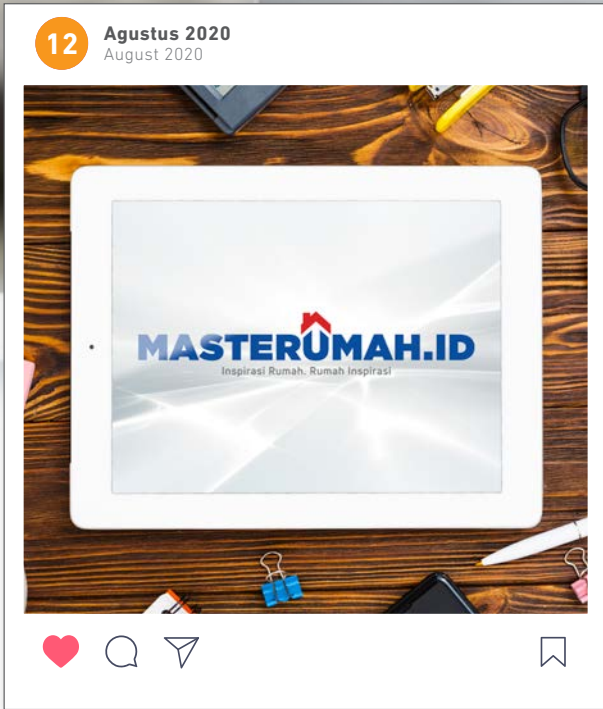 12
Agustus 2020
August 2020
MASTERUMAH.ID
Inspirasi Rumah. Rumah Inspirasi